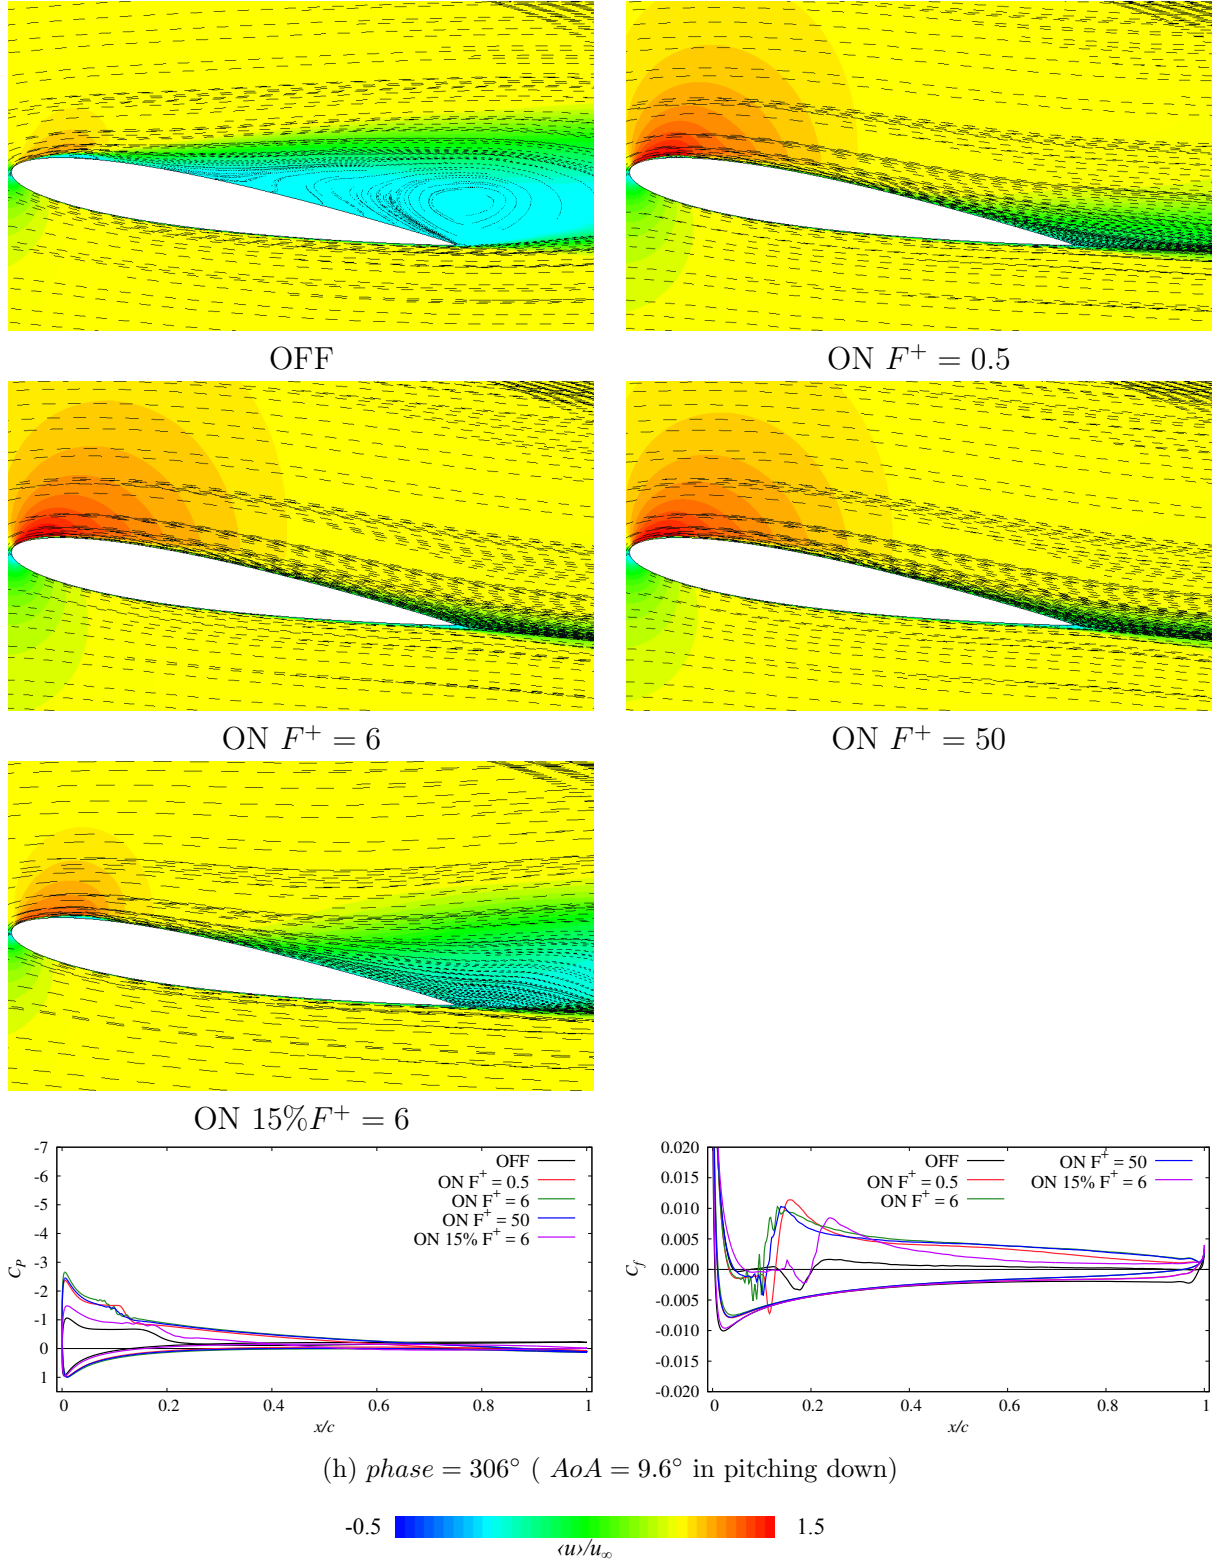 OFF
ON F⁺ = 0.5
ON F⁺ = 6
ON F⁺ = 50
ON 15%F⁺ = 6
-7
-6
-5
-4
-3
-2
-1
0
1
C_P
OFF
ON F⁺ = 0.5
ON F⁺ = 6
ON F⁺ = 50
ON 15% F⁺ = 6
0 0.2 0.4 0.6 0.8 1
x/c
0.020
0.015
0.010
0.005
0.000
-0.005
-0.010
-0.015
-0.020
C_f
OFF
ON F⁺ = 0.5
ON F⁺ = 6
ON F⁺ = 50
ON 15% F⁺ = 6
0 0.2 0.4 0.6 0.8 1
x/c
(h) phase = 306° ( AoA = 9.6° in pitching down)
-0.5 1.5
‹u›/u∞